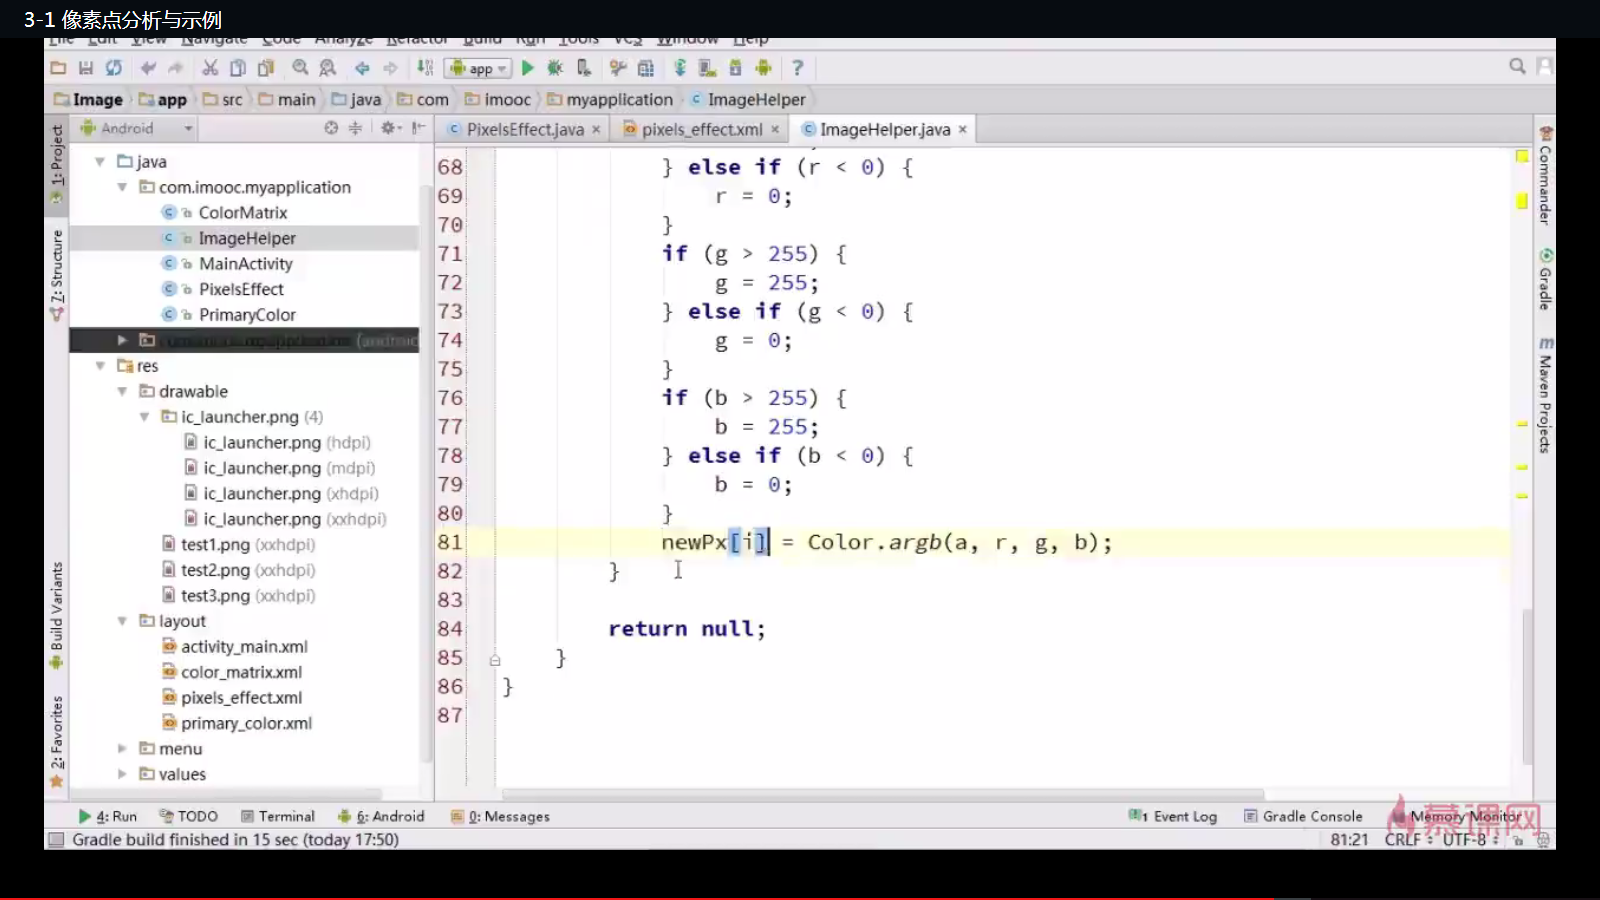 3-1 像素点分析与示例
File Edit View Navigate Code Analyze Refactor Build Run Tools VCS Window Help
app
Image app src main java com imooc myapplication ImageHelper
Android
PixelsEffect.java
pixels_effect.xml
ImageHelper.java
1: Project
7: Structure
Build Variants
2: Favorites
java
com.imooc.myapplication
ColorMatrix
ImageHelper
MainActivity
PixelsEffect
PrimaryColor
res
drawable
ic_launcher.png (4)
ic_launcher.png (hdpi)
ic_launcher.png (mdpi)
ic_launcher.png (xhdpi)
ic_launcher.png (xxhdpi)
test1.png (xxhdpi)
test2.png (xxhdpi)
test3.png (xxhdpi)
layout
activity_main.xml
color_matrix.xml
pixels_effect.xml
primary_color.xml
menu
values
68 } else if (r < 0) {
69 r = 0;
70 }
71 if (g > 255) {
72 g = 255;
73 } else if (g < 0) {
74 g = 0;
75 }
76 if (b > 255) {
77 b = 255;
78 } else if (b < 0) {
79 b = 0;
80 }
81 newPx[i] = Color.argb(a, r, g, b);
82 }
83
84 return null;
85 }
86 }
87
Commander
Gradle
m Maven Projects
4: Run TODO Terminal 6: Android 0: Messages
1 Event Log Gradle Console Memory Monitor
慕课网
Gradle build finished in 15 sec (today 17:50)
81:21 CRLF UTF-8